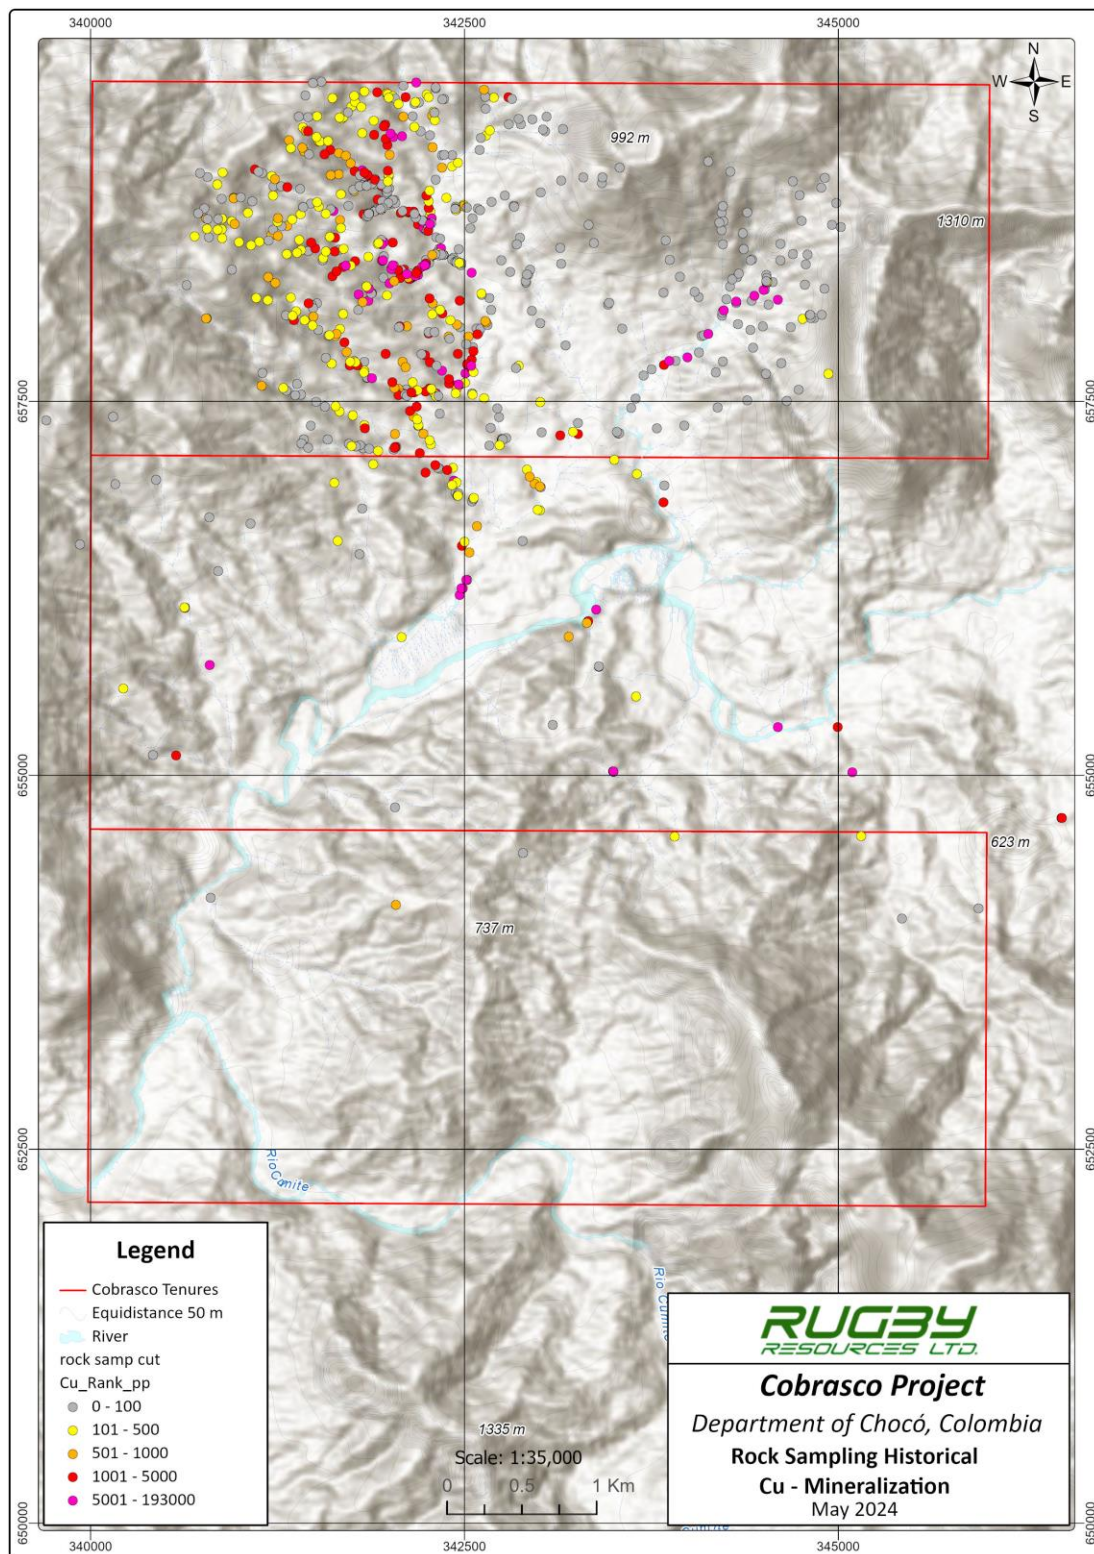 340000
342500
345000
N
W E
S
992 m
1310 m
657500
657500
655000
655000
623 m
737 m
652500
652500
Rio Cumite
Rio Cumite
Legend
Cobrasco Tenures
Equidistance 50 m
River
rock samp cut
Cu_Rank_pp
0 - 100
101 - 500
501 - 1000
1001 - 5000
5001 - 193000
1335 m
Scale: 1:35,000
0 0.5 1 Km
RUGBY
RESOURCES LTD.
Cobrasco Project
Department of Chocó, Colombia
Rock Sampling Historical
Cu - Mineralization
May 2024
650000
650000
340000
342500
345000